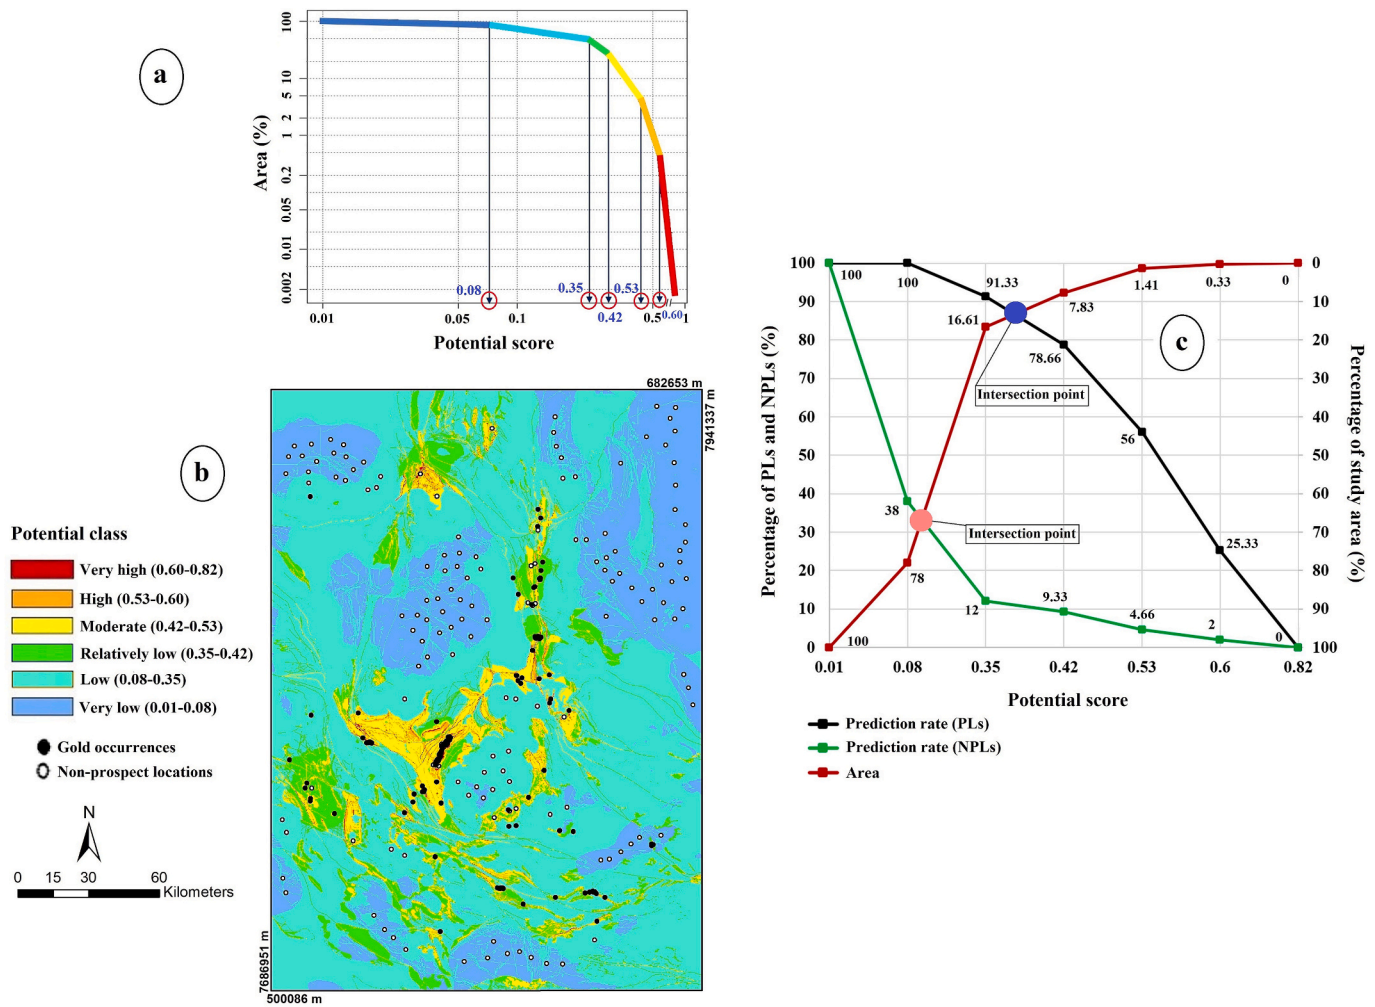 a
Area (%)
100
10
5
2
1
0.2
0.05
0.01
0.002
0.08
0.35
0.42
0.53
0.60
0.01
0.05
0.1
0.5
1
Potential score
b
682653 m
7941337 m
7686951 m
500086 m
Potential class
Very high (0.60-0.82)
High (0.53-0.60)
Moderate (0.42-0.53)
Relatively low (0.35-0.42)
Low (0.08-0.35)
Very low (0.01-0.08)
Gold occurrences
Non-prospect locations
N
0 15 30 60
Kilometers
c
Percentage of PLs and NPLs (%)
100
90
80
70
60
50
40
30
20
10
0
100
100
91.33
78.66
56
25.33
0
38
12
9.33
4.66
2
100
78
16.61
7.83
1.41
0.33
0
Intersection point
Intersection point
0
10
20
30
40
50
60
70
80
90
100
Percentage of study
area (%)
0.01 0.08 0.35 0.42 0.53 0.6 0.82
Potential score
Prediction rate (PLs)
Prediction rate (NPLs)
Area